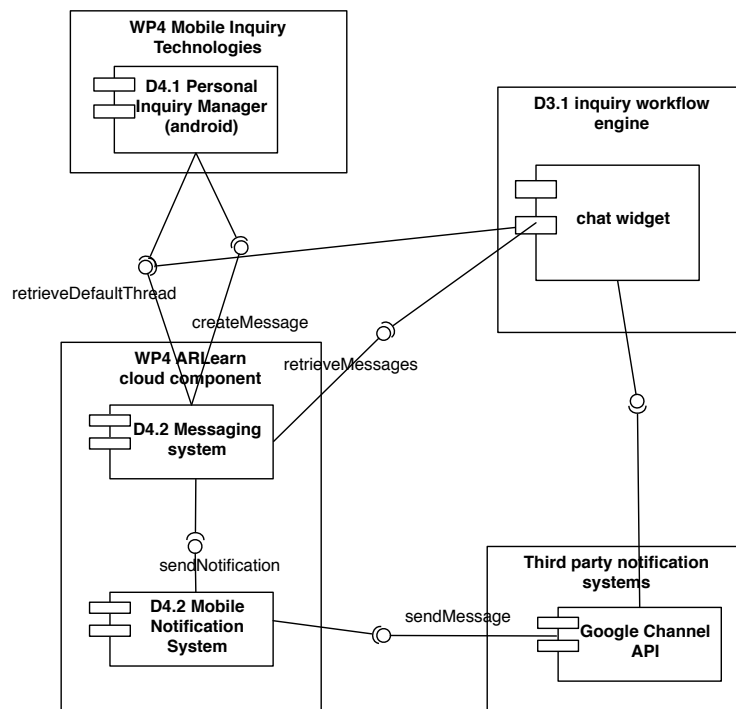 WP4 Mobile Inquiry
Technologies
D4.1 Personal
Inquiry Manager
(android)
D3.1 inquiry workflow
engine
chat widget
retrieveDefaultThread
createMessage
retrieveMessages
WP4 ARLearn
cloud component
D4.2 Messaging
system
sendNotification
D4.2 Mobile
Notification
System
sendMessage
Third party notification
systems
Google Channel
API